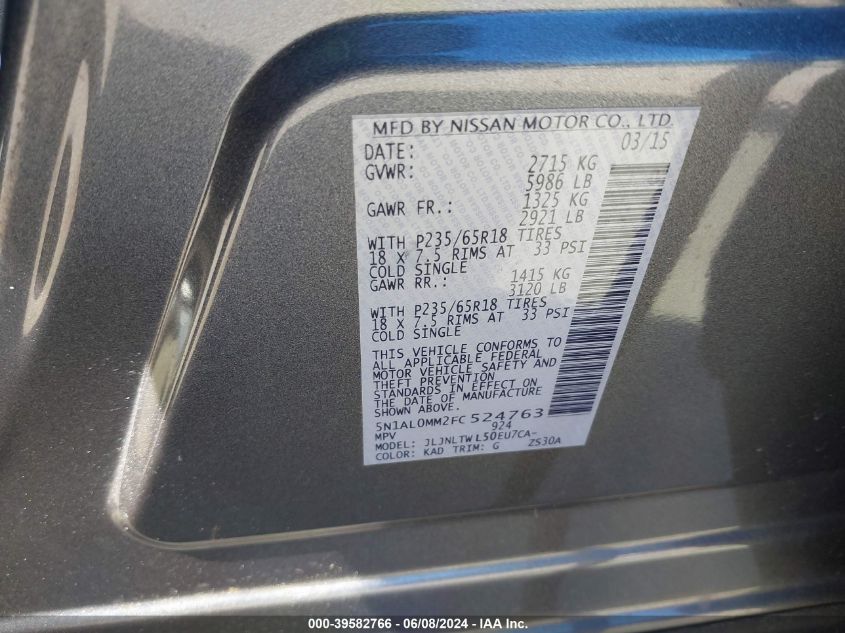 MFD BY NISSAN MOTOR CO., LTD.
DATE: 03/15
GVWR: 2715 KG
5986 LB
GAWR FR.: 1325 KG
2921 LB
WITH P235/65R18 TIRES
18 X 7.5 RIMS AT 33 PSI
COLD SINGLE
GAWR RR.: 1415 KG
3120 LB
WITH P235/65R18 TIRES
18 X 7.5 RIMS AT 33 PSI
COLD SINGLE
THIS VEHICLE CONFORMS TO
ALL APPLICABLE FEDERAL
MOTOR VEHICLE SAFETY AND
THEFT PREVENTION
STANDARDS IN EFFECT ON
THE DATE OF MANUFACTURE
SHOWN ABOVE.
5N1AL0MM2FC 524763
MPV 924
MODEL: JLJNLTW L50EU7CA-
COLOR: KAD TRIM: G ZS30A
000-39582766 - 06/08/2024 - IAA Inc.